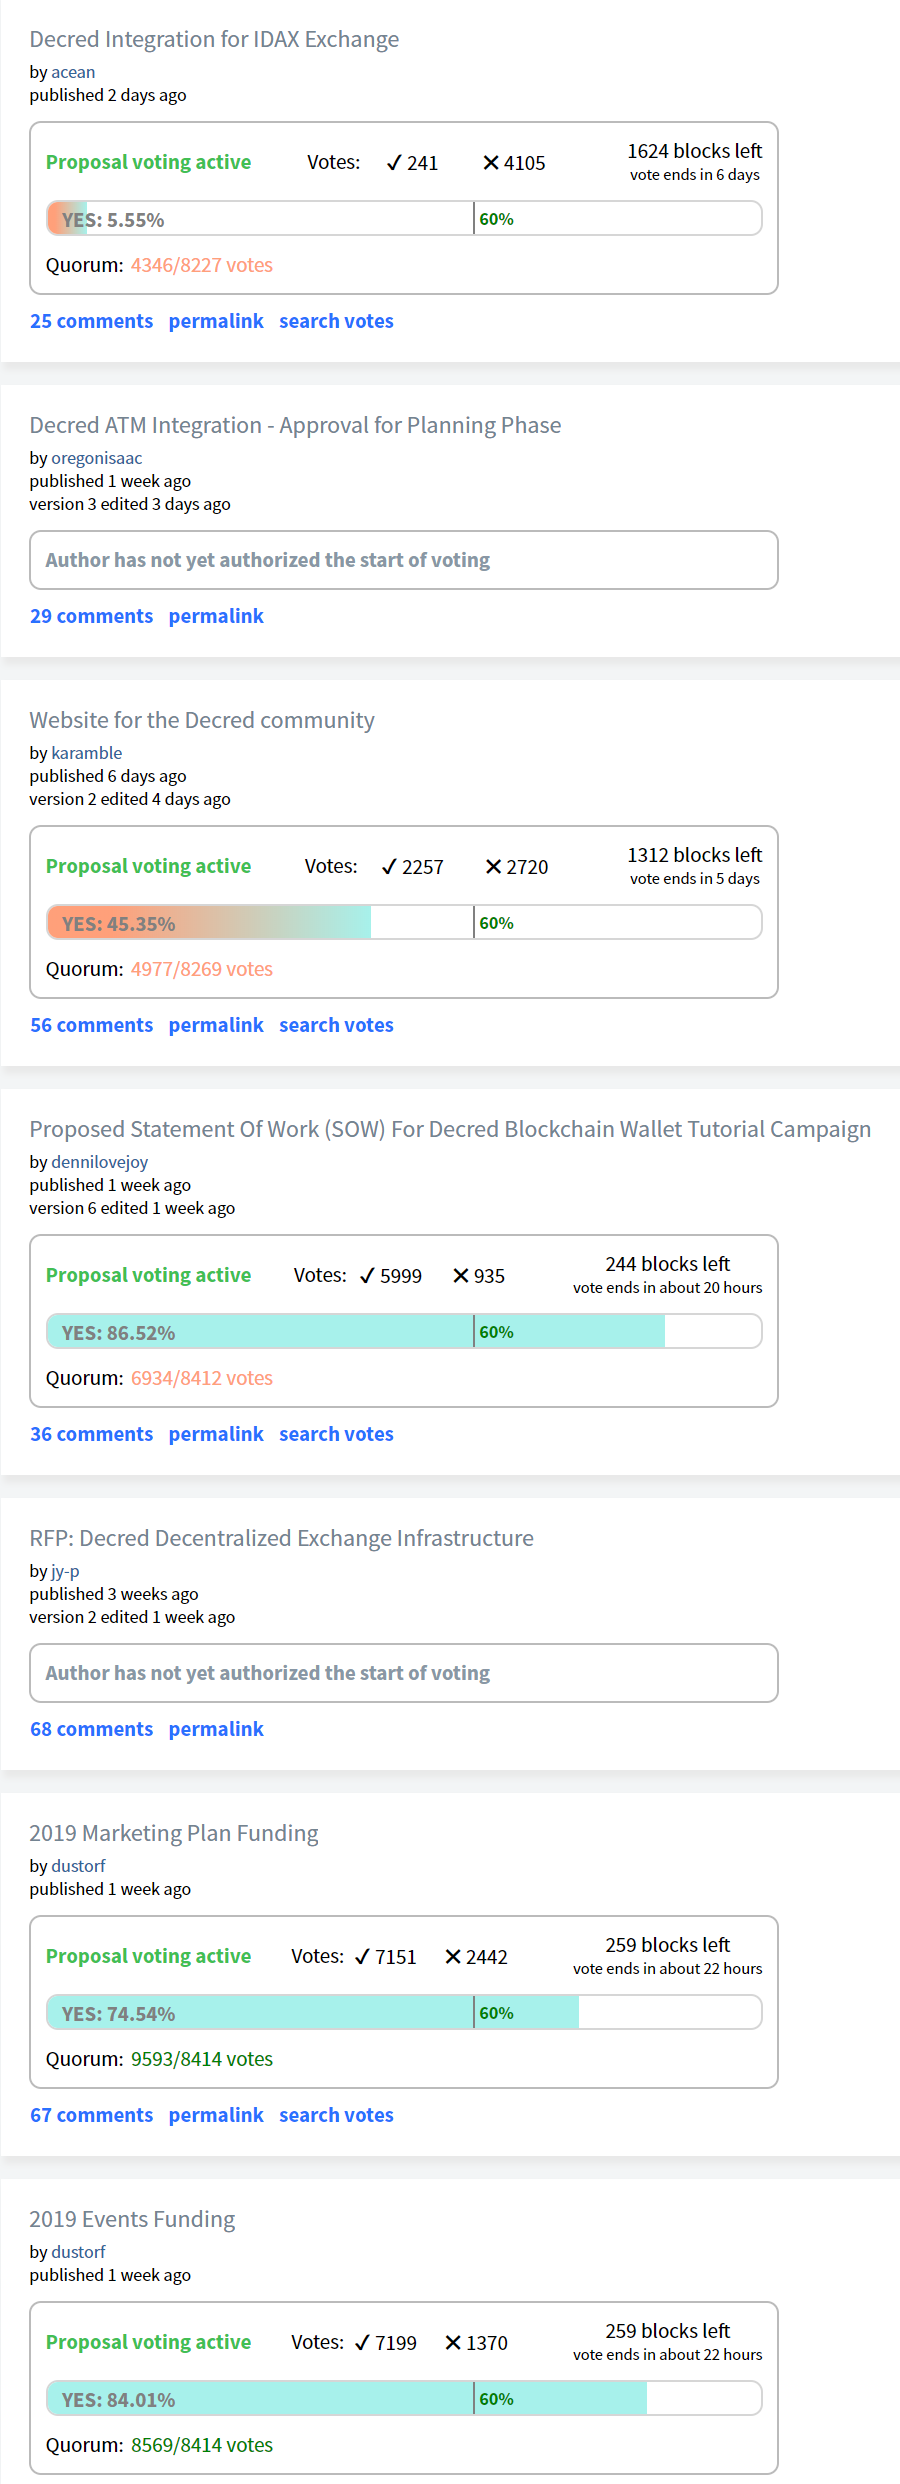 Decred Integration for IDAX Exchange
by acean
published 2 days ago
Proposal voting active Votes: ✓ 241 ✕ 4105 1624 blocks left
vote ends in 6 days
YES: 5.55% 60%
Quorum: 4346/8227 votes
25 comments permalink search votes
Decred ATM Integration - Approval for Planning Phase
by oregonisaac
published 1 week ago
version 3 edited 3 days ago
Author has not yet authorized the start of voting
29 comments permalink
Website for the Decred community
by karamble
published 6 days ago
version 2 edited 4 days ago
Proposal voting active Votes: ✓ 2257 ✕ 2720 1312 blocks left
vote ends in 5 days
YES: 45.35% 60%
Quorum: 4977/8269 votes
56 comments permalink search votes
Proposed Statement Of Work (SOW) For Decred Blockchain Wallet Tutorial Campaign
by dennilovejoy
published 1 week ago
version 6 edited 1 week ago
Proposal voting active Votes: ✓ 5999 ✕ 935 244 blocks left
vote ends in about 20 hours
YES: 86.52% 60%
Quorum: 6934/8412 votes
36 comments permalink search votes
RFP: Decred Decentralized Exchange Infrastructure
by jy-p
published 3 weeks ago
version 2 edited 1 week ago
Author has not yet authorized the start of voting
68 comments permalink
2019 Marketing Plan Funding
by dustorf
published 1 week ago
Proposal voting active Votes: ✓ 7151 ✕ 2442 259 blocks left
vote ends in about 22 hours
YES: 74.54% 60%
Quorum: 9593/8414 votes
67 comments permalink search votes
2019 Events Funding
by dustorf
published 1 week ago
Proposal voting active Votes: ✓ 7199 ✕ 1370 259 blocks left
vote ends in about 22 hours
YES: 84.01% 60%
Quorum: 8569/8414 votes